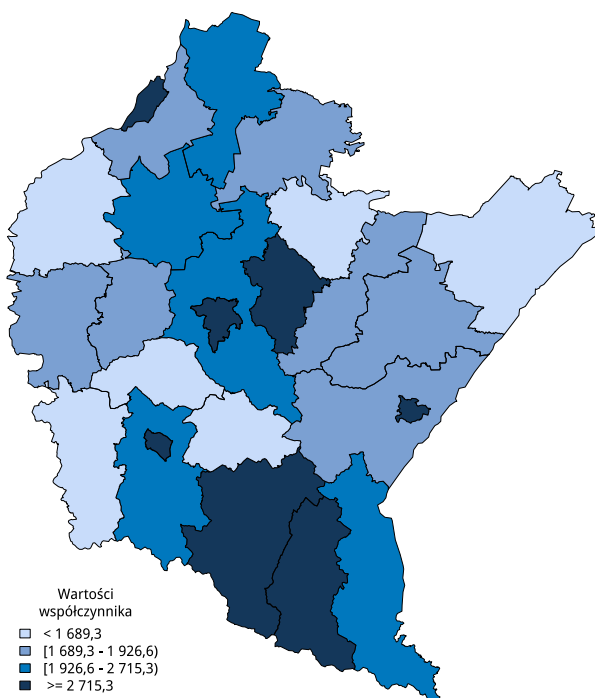 Wartości
współczynnika
< 1 689,3
[1 689,3 - 1 926,6)
[1 926,6 - 2 715,3)
>= 2 715,3